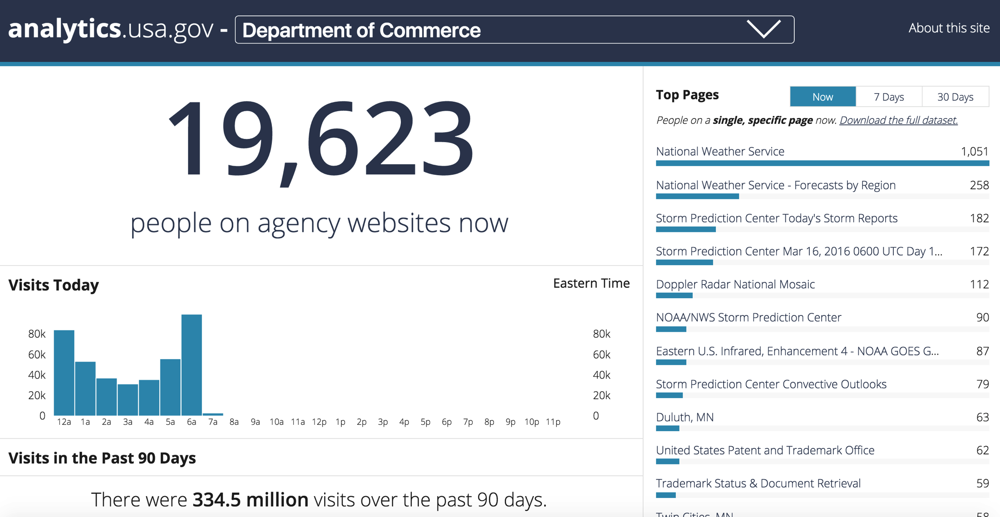 analytics.usa.gov - Department of Commerce
About this site
19,623
people on agency websites now
Visits Today
Eastern Time
80k
60k
40k
20k
0
80k
60k
40k
20k
0
12a 1a 2a 3a 4a 5a 6a 7a 8a 9a 10a 11a 12p 1p 2p 3p 4p 5p 6p 7p 8p 9p 10p 11p
Visits in the Past 90 Days
There were 334.5 million visits over the past 90 days.
Top Pages
Now 7 Days 30 Days
People on a single, specific page now. Download the full dataset.
National Weather Service 1,051
National Weather Service - Forecasts by Region 258
Storm Prediction Center Today's Storm Reports 182
Storm Prediction Center Mar 16, 2016 0600 UTC Day 1... 172
Doppler Radar National Mosaic 112
NOAA/NWS Storm Prediction Center 90
Eastern U.S. Infrared, Enhancement 4 - NOAA GOES G... 87
Storm Prediction Center Convective Outlooks 79
Duluth, MN 63
United States Patent and Trademark Office 62
Trademark Status & Document Retrieval 59
Twin Cities, MN 58